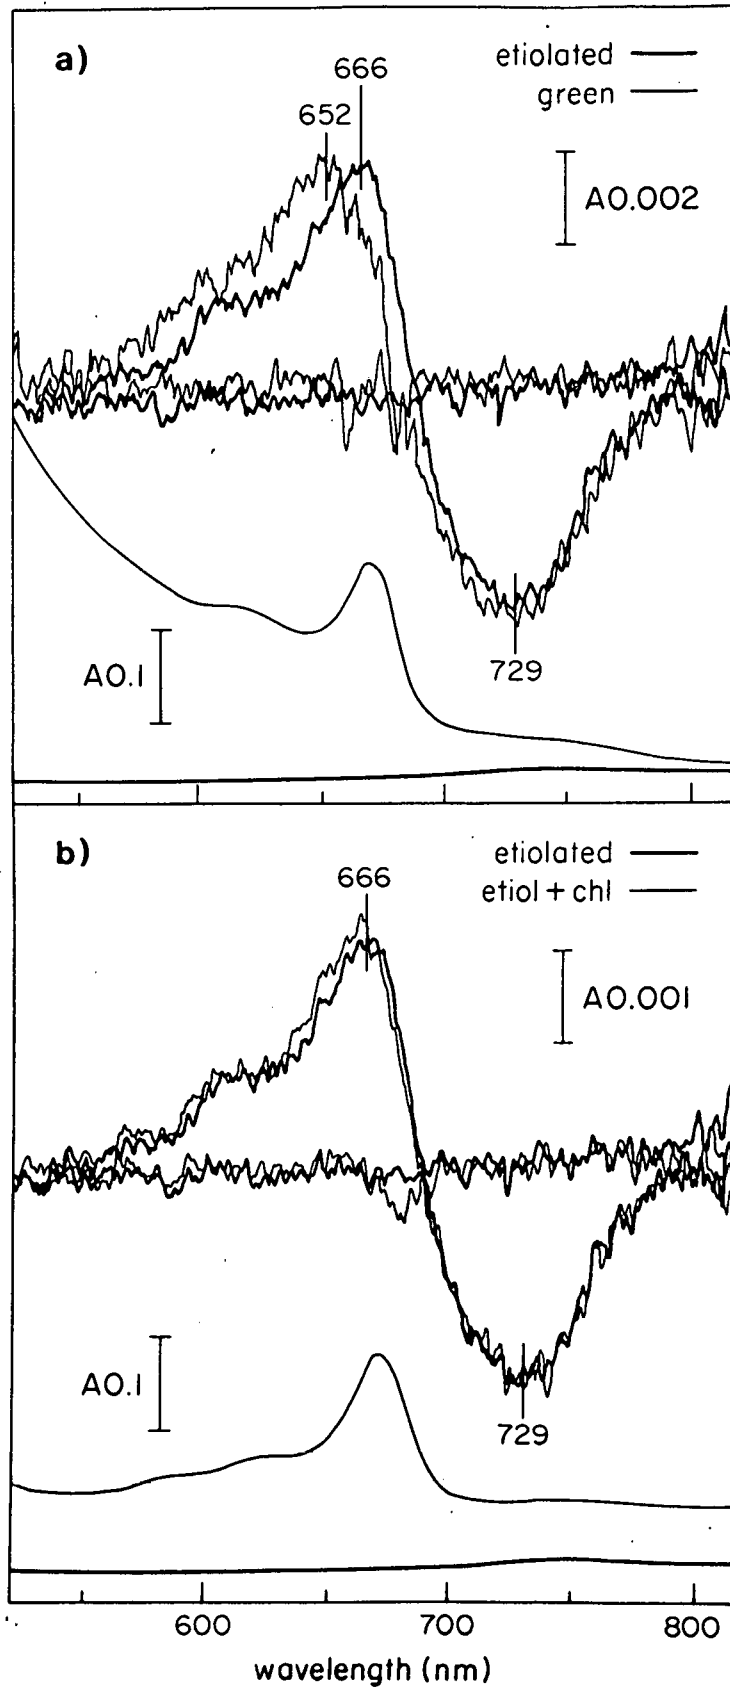 a)
etiolated
green
666
652
A0.002
A0.1
729
b)
etiolated
etiol + chl
666
A0.001
A0.1
729
600 700 800
wavelength (nm)